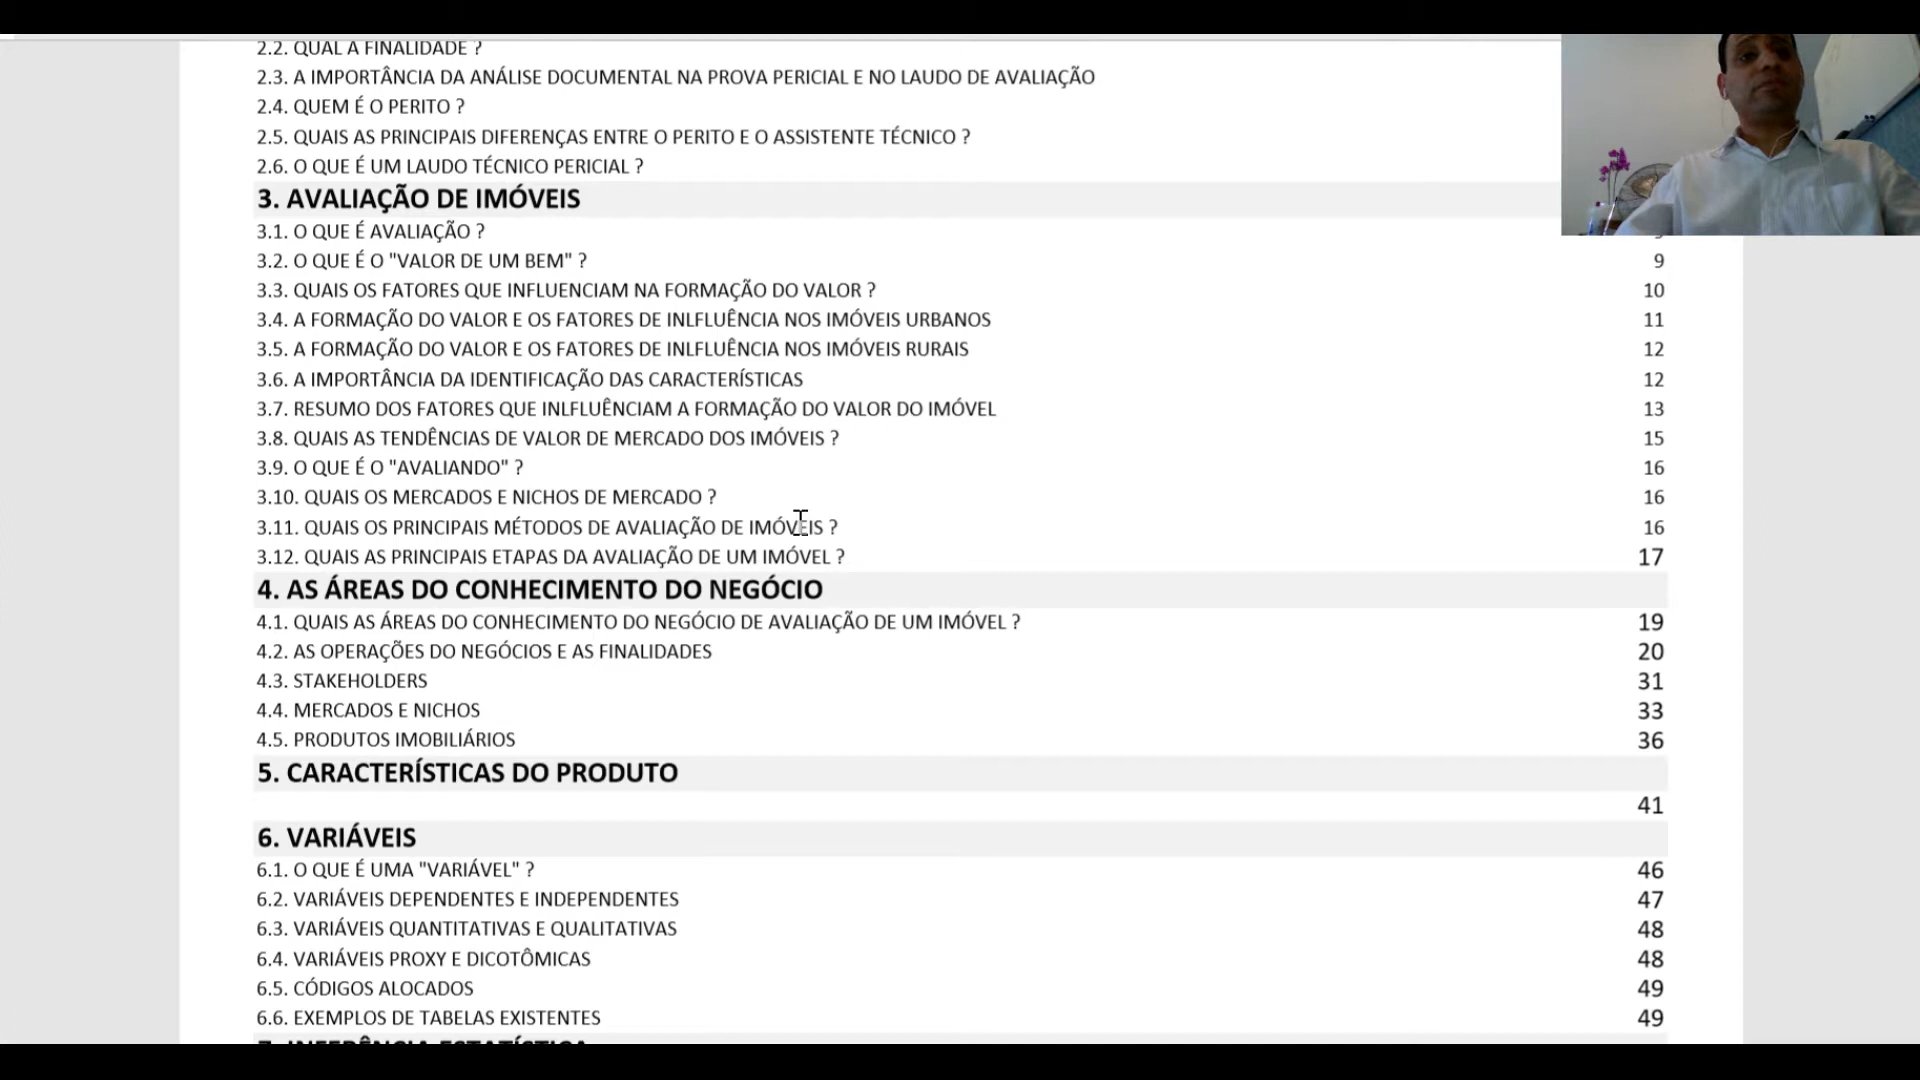 2.2. QUAL A FINALIDADE ?
2.3. A IMPORTÂNCIA DA ANÁLISE DOCUMENTAL NA PROVA PERICIAL E NO LAUDO DE AVALIAÇÃO
2.4. QUEM É O PERITO ?
2.5. QUAIS AS PRINCIPAIS DIFERENÇAS ENTRE O PERITO E O ASSISTENTE TÉCNICO ?
2.6. O QUE É UM LAUDO TÉCNICO PERICIAL ?
3. AVALIAÇÃO DE IMÓVEIS
3.1. O QUE É AVALIAÇÃO ?
3.2. O QUE É O "VALOR DE UM BEM" ? 9
3.3. QUAIS OS FATORES QUE INFLUENCIAM NA FORMAÇÃO DO VALOR ? 10
3.4. A FORMAÇÃO DO VALOR E OS FATORES DE INLFLUÊNCIA NOS IMÓVEIS URBANOS 11
3.5. A FORMAÇÃO DO VALOR E OS FATORES DE INLFLUÊNCIA NOS IMÓVEIS RURAIS 12
3.6. A IMPORTÂNCIA DA IDENTIFICAÇÃO DAS CARACTERÍSTICAS 12
3.7. RESUMO DOS FATORES QUE INLFLUÊNCIAM A FORMAÇÃO DO VALOR DO IMÓVEL 13
3.8. QUAIS AS TENDÊNCIAS DE VALOR DE MERCADO DOS IMÓVEIS ? 15
3.9. O QUE É O "AVALIANDO" ? 16
3.10. QUAIS OS MERCADOS E NICHOS DE MERCADO ? 16
3.11. QUAIS OS PRINCIPAIS MÉTODOS DE AVALIAÇÃO DE IMÓVEIS ? 16
3.12. QUAIS AS PRINCIPAIS ETAPAS DA AVALIAÇÃO DE UM IMÓVEL ? 17
4. AS ÁREAS DO CONHECIMENTO DO NEGÓCIO
4.1. QUAIS AS ÁREAS DO CONHECIMENTO DO NEGÓCIO DE AVALIAÇÃO DE UM IMÓVEL ? 19
4.2. AS OPERAÇÕES DO NEGÓCIOS E AS FINALIDADES 20
4.3. STAKEHOLDERS 31
4.4. MERCADOS E NICHOS 33
4.5. PRODUTOS IMOBILIÁRIOS 36
5. CARACTERÍSTICAS DO PRODUTO
41
6. VARIÁVEIS
6.1. O QUE É UMA "VARIÁVEL" ? 46
6.2. VARIÁVEIS DEPENDENTES E INDEPENDENTES 47
6.3. VARIÁVEIS QUANTITATIVAS E QUALITATIVAS 48
6.4. VARIÁVEIS PROXY E DICOTÔMICAS 48
6.5. CÓDIGOS ALOCADOS 49
6.6. EXEMPLOS DE TABELAS EXISTENTES 49
7. INFERÊNCIA ESTATÍSTICA